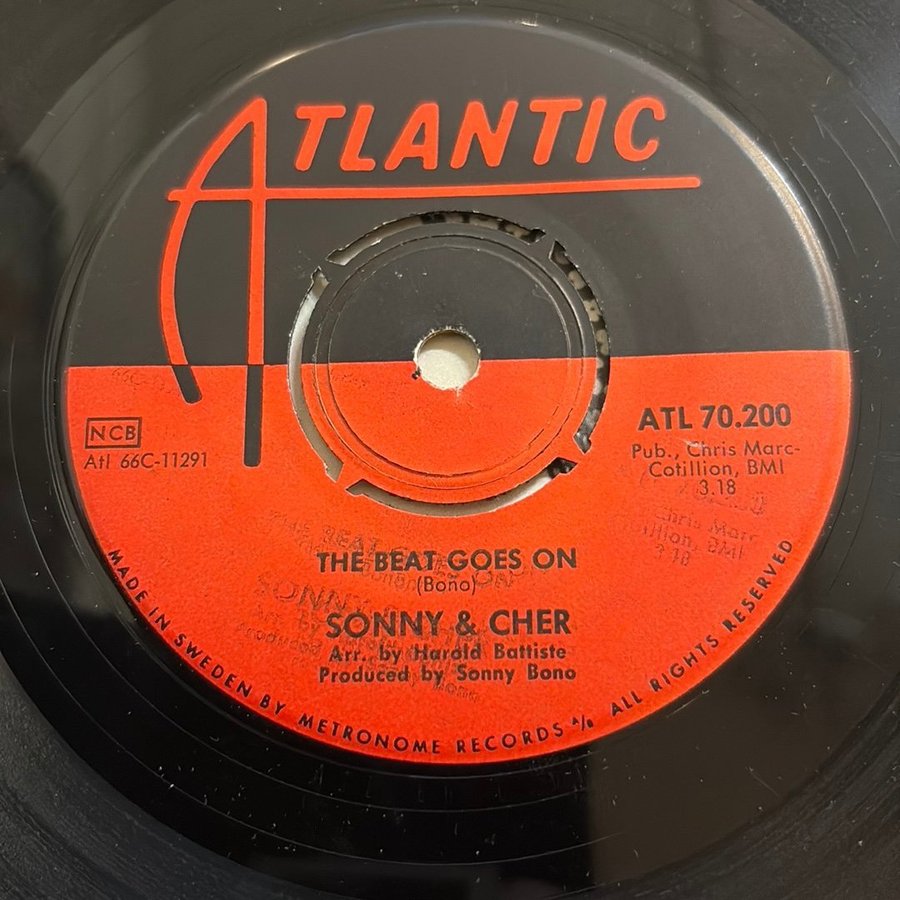 ATLANTIC
NCB
Atl 66C-11291
ATL 70.200
Pub., Chris Marc-
Cotillion, BMI
3.18
THE BEAT GOES ON
(Bono)
SONNY & CHER
Arr. by Harold Battiste
Produced by Sonny Bono
MADE IN SWEDEN BY METRONOME RECORDS A/B ALL RIGHTS RESERVED